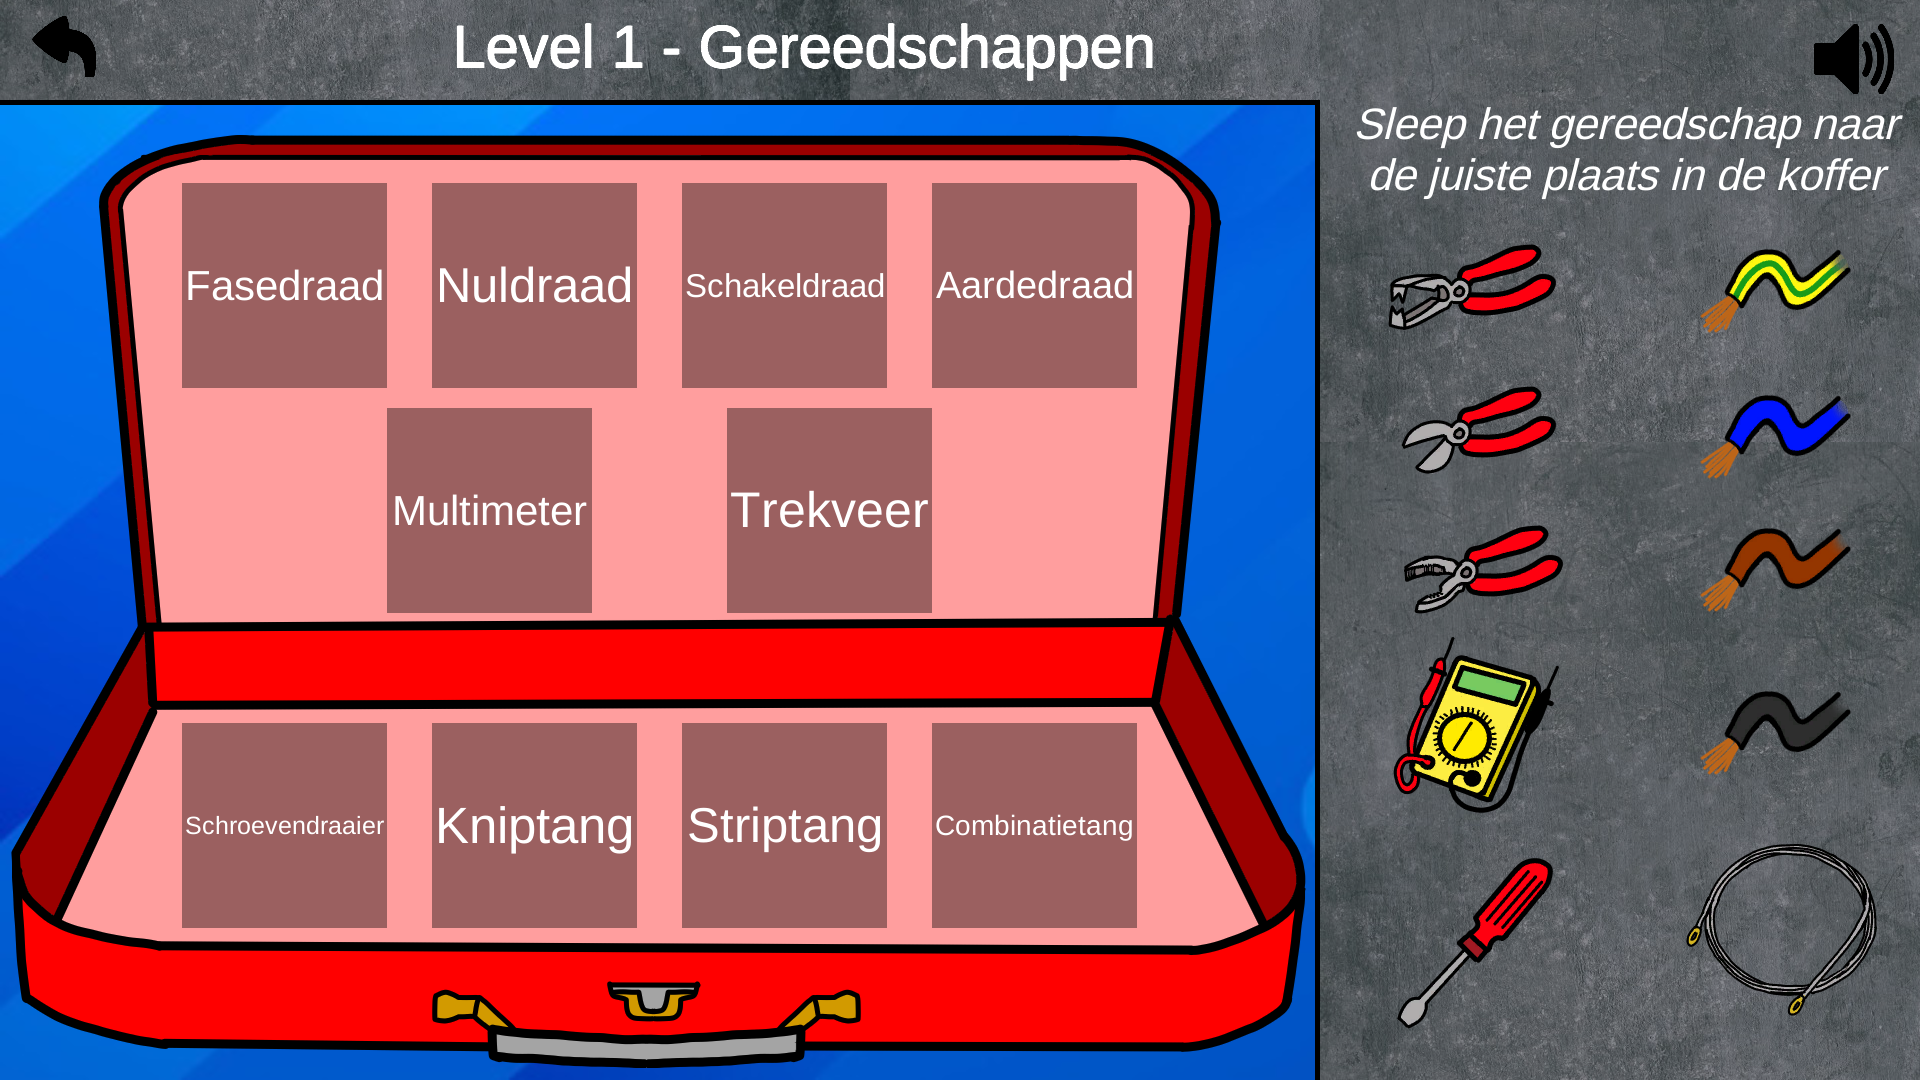 Level 1 - Gereedschappen
Sleep het gereedschap naar
de juiste plaats in de koffer
Fasedraad
Nuldraad
Schakeldraad
Aardedraad
Multimeter
Trekveer
Schroevendraaier
Kniptang
Striptang
Combinatietang